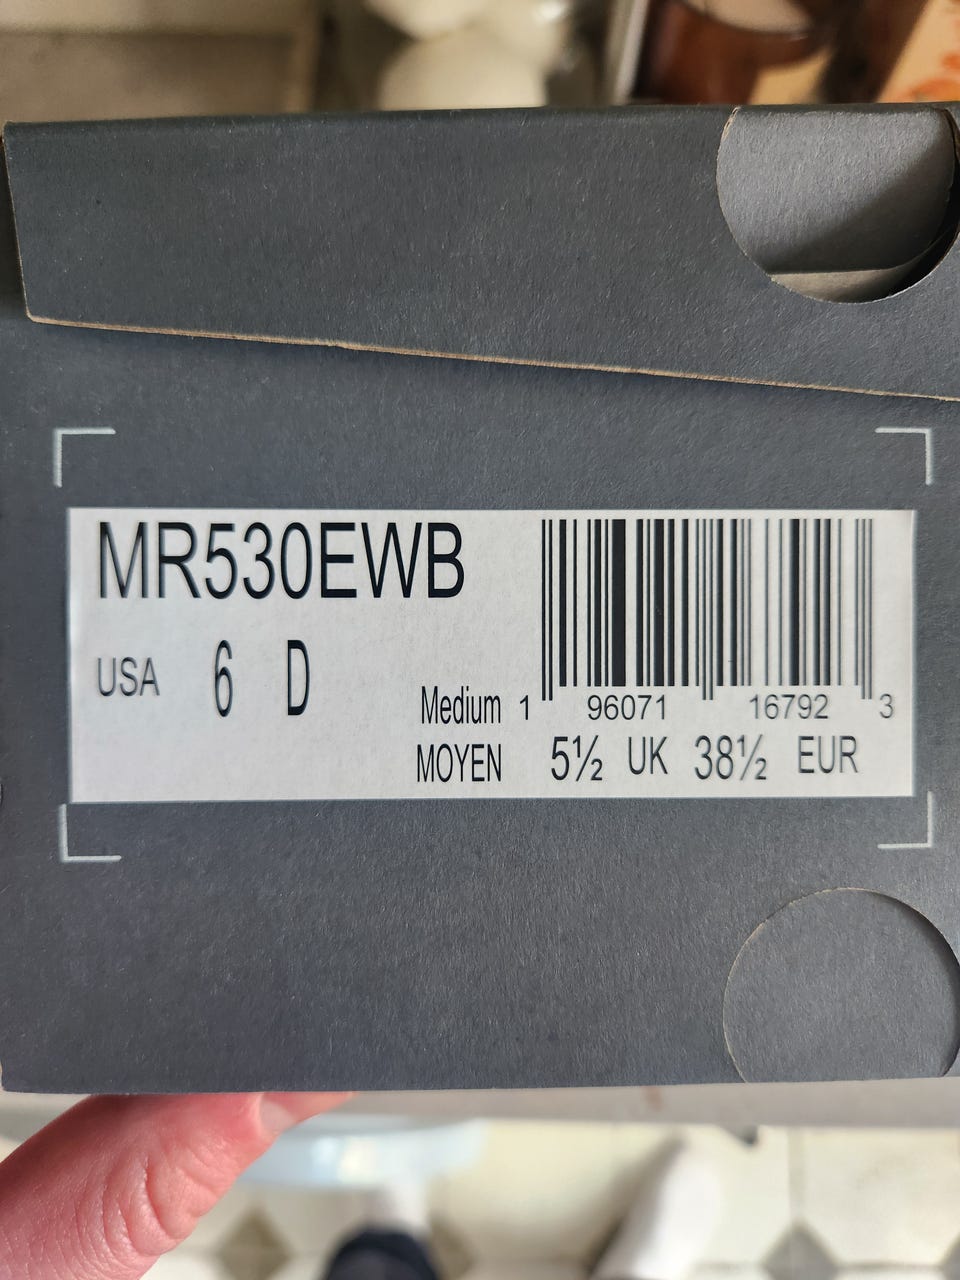 MR530EWB
USA 6 D
Medium 1 96071 16792 3
MOYEN 5½ UK 38½ EUR